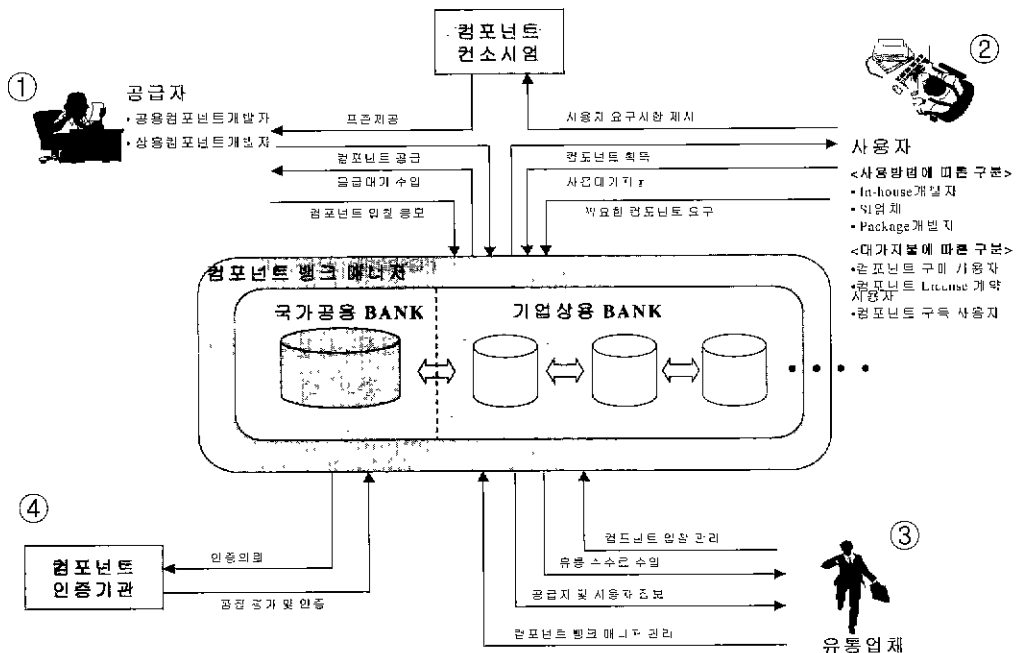 컴포넌트
컨소시엄
①
공급자
• 공용컴포넌트개발자
• 상용컴포넌트개발자
②
사용자
<사용방법에 따른 구분>
▪ In-house개발자
▪ SI업체
▪ Package개발자
<대가지불에 따른 구분>
•컴포넌트 구매 사용자
•컴포넌트 License 계약
사용자
•컴포넌트 구독 사용자
표준제공
사용자 요구사항 제시
컴포넌트 공급
컴포넌트 획득
공급대가 수입
사용대가
컴포넌트 입찰 응모
필요한 컴포넌트 요구
컴포넌트 뱅크 매니저
국가공용 BANK
기업상용 BANK
④
컴포넌트
인증기관
인증의뢰
품질 평가 및 인증
③
컴포넌트 입찰 관리
유통 수수료 수입
공급자 및 사용자 정보
컴포넌트 뱅크 매니저 관리
유통업체